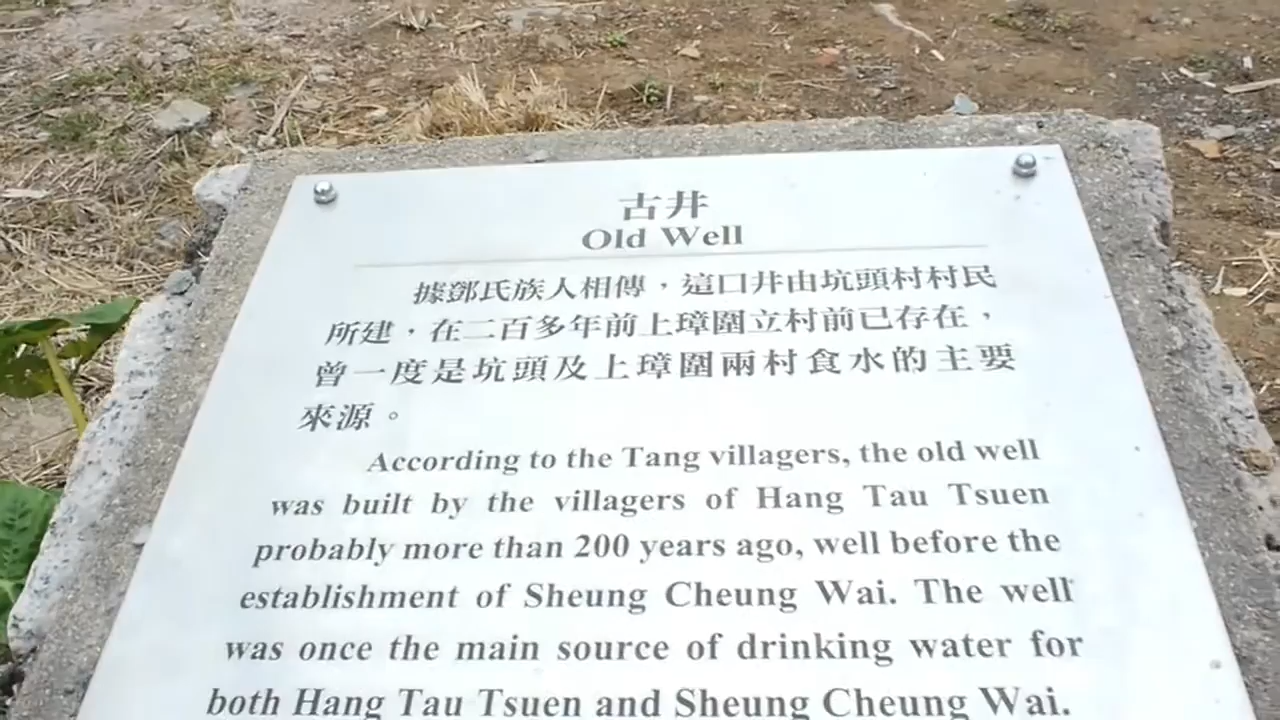 古井
Old Well
據鄧氏族人相傳，這口井由坑頭村村民
所建，在二百多年前上璋圍立村前已存在，
曾一度是坑頭及上璋圍兩村食水的主要
來源。
According to the Tang villagers, the old well
was built by the villagers of Hang Tau Tsuen
probably more than 200 years ago, well before the
establishment of Sheung Cheung Wai. The well
was once the main source of drinking water for
both Hang Tau Tsuen and Sheung Cheung Wai.